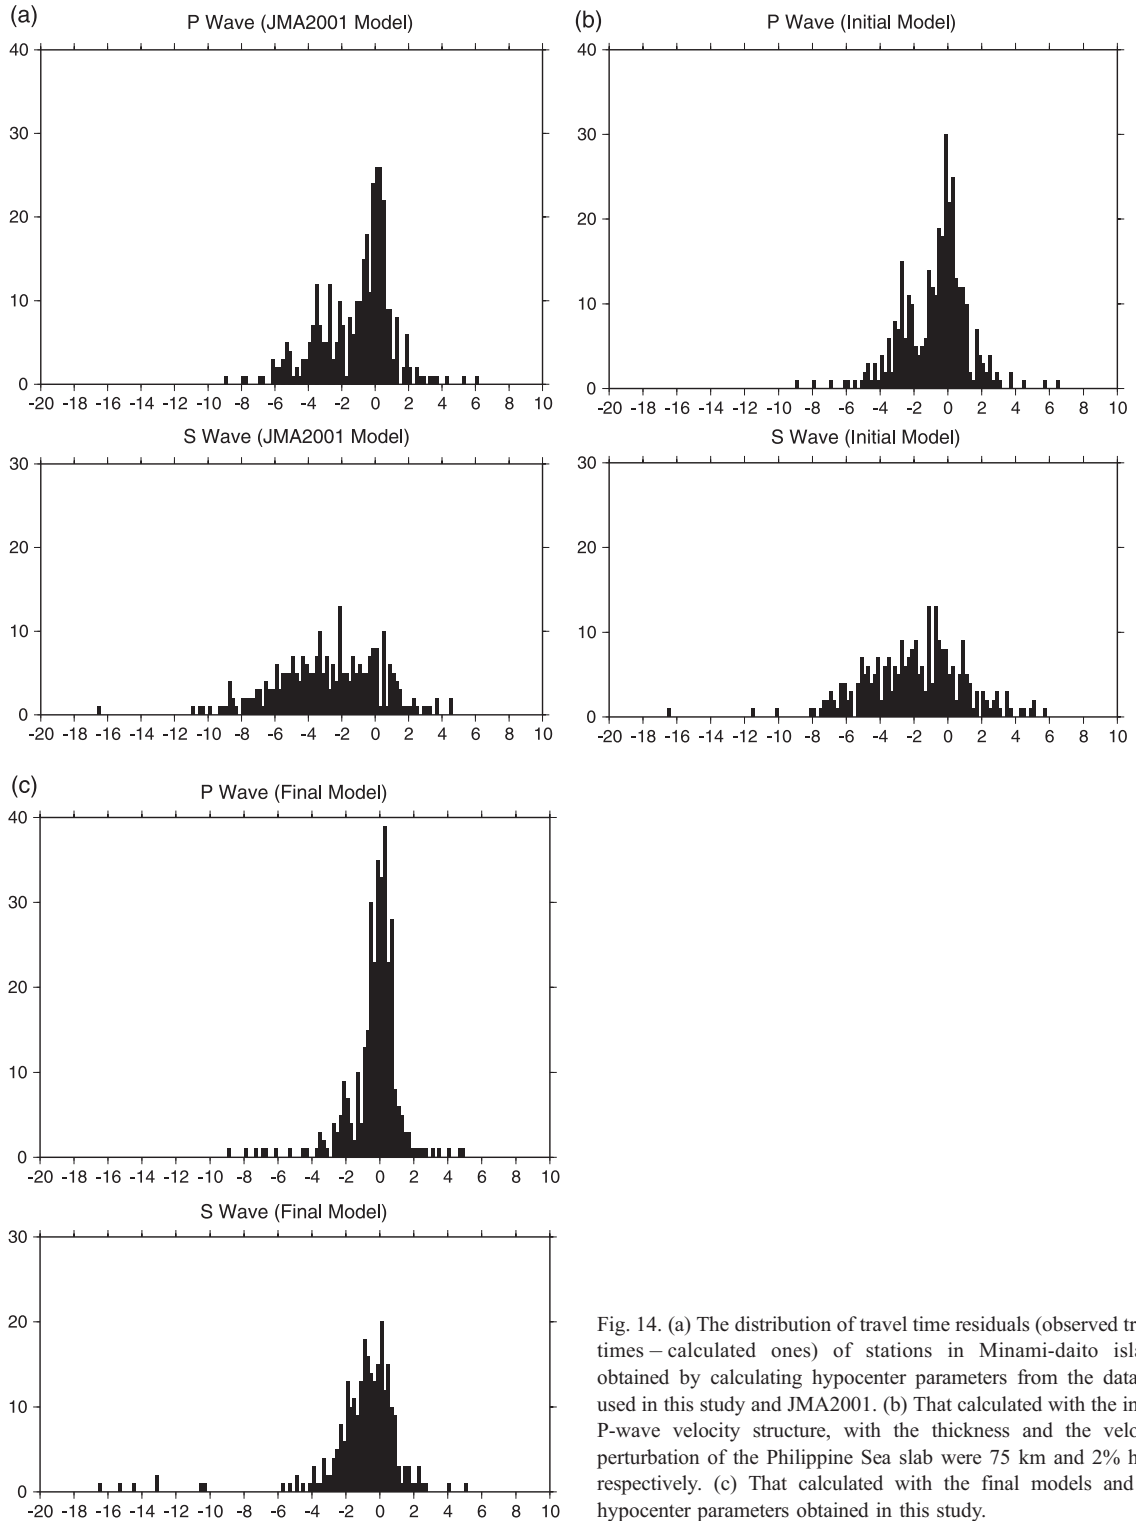 (a)
P Wave (JMA2001 Model)
40
30
20
10
0
-20 -18 -16 -14 -12 -10 -8 -6 -4 -2 0 2 4 6 8 10
S Wave (JMA2001 Model)
30
20
10
0
-20 -18 -16 -14 -12 -10 -8 -6 -4 -2 0 2 4 6 8 10
(b)
P Wave (Initial Model)
40
30
20
10
0
-20 -18 -16 -14 -12 -10 -8 -6 -4 -2 0 2 4 6 8 10
S Wave (Initial Model)
30
20
10
0
-20 -18 -16 -14 -12 -10 -8 -6 -4 -2 0 2 4 6 8 10
(c)
P Wave (Final Model)
40
30
20
10
0
-20 -18 -16 -14 -12 -10 -8 -6 -4 -2 0 2 4 6 8 10
S Wave (Final Model)
30
20
10
0
-20 -18 -16 -14 -12 -10 -8 -6 -4 -2 0 2 4 6 8 10
Fig. 14. (a) The distribution of travel time residuals (observed
times – calculated ones) of stations in Minami-daito
obtained by calculating hypocenter parameters from the data
used in this study and JMA2001. (b) That calculated with the
P-wave velocity structure, with the thickness and the
perturbation of the Philippine Sea slab were 75 km and 2%
respectively. (c) That calculated with the final models and
hypocenter parameters obtained in this study.